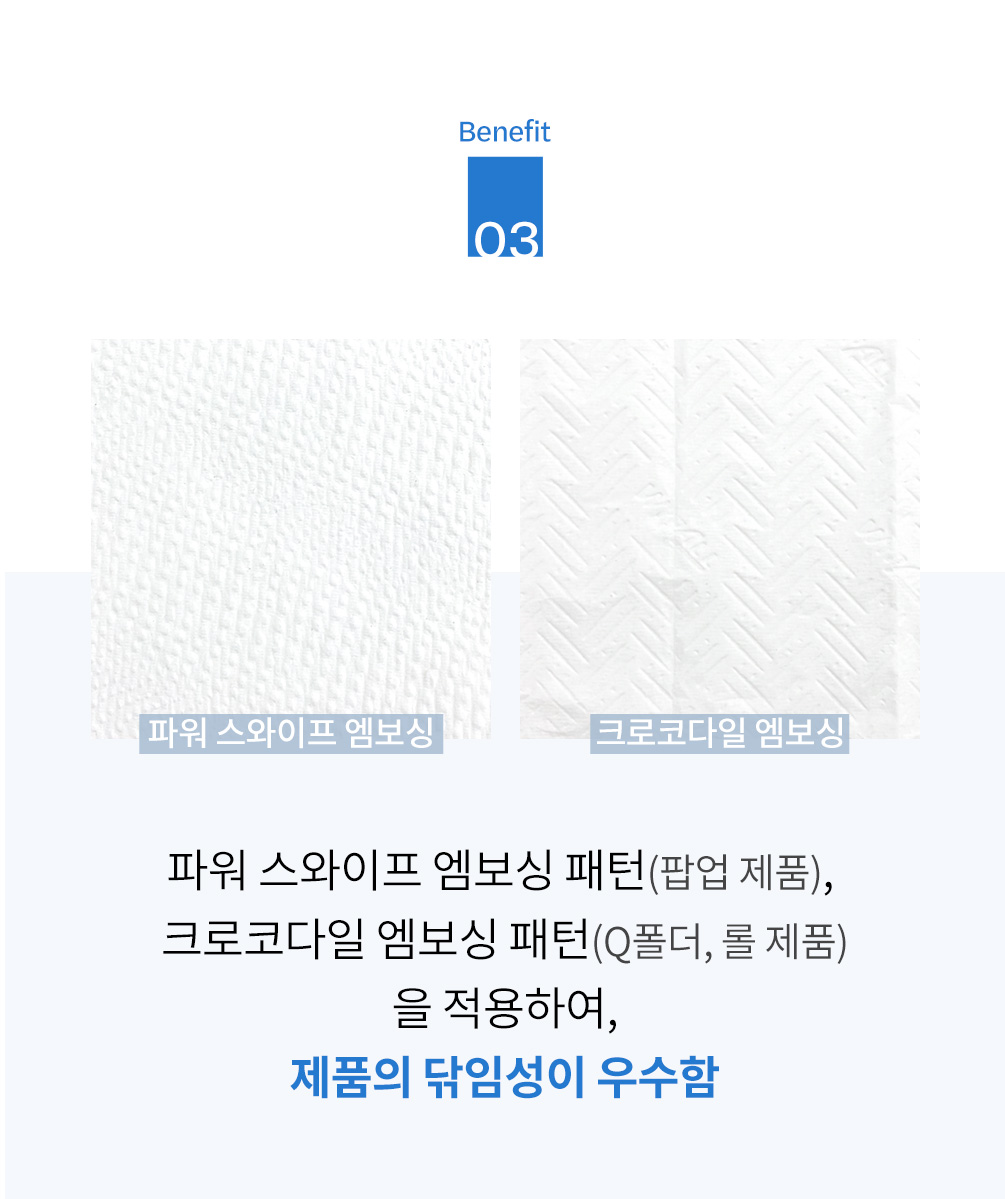 Benefit
03
파워 스와이프 엠보싱
크로코다일 엠보싱
파워 스와이프 엠보싱 패턴(팝업 제품),
크로코다일 엠보싱 패턴(Q폴더, 롤 제품)
을 적용하여,
제품의 닦임성이 우수함